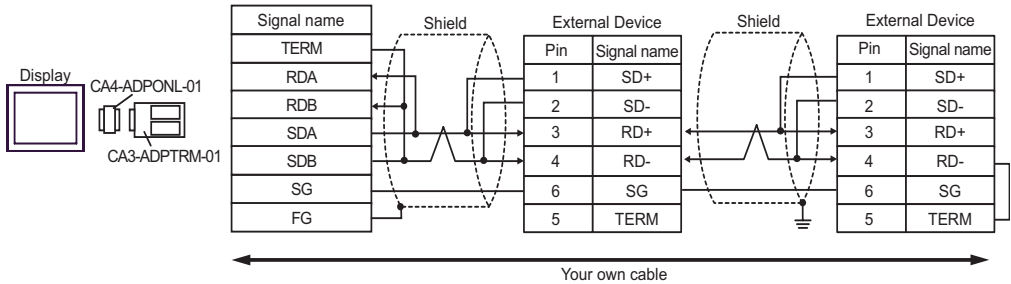 Display
CA4-ADPONL-01
CA3-ADPTRM-01
Signal name
TERM
RDA
RDB
SDA
SDB
SG
FG
Shield
External Device
Pin Signal name
1 SD+
2 SD-
3 RD+
4 RD-
6 SG
5 TERM
Shield
External Device
Pin Signal name
1 SD+
2 SD-
3 RD+
4 RD-
6 SG
5 TERM
Your own cable